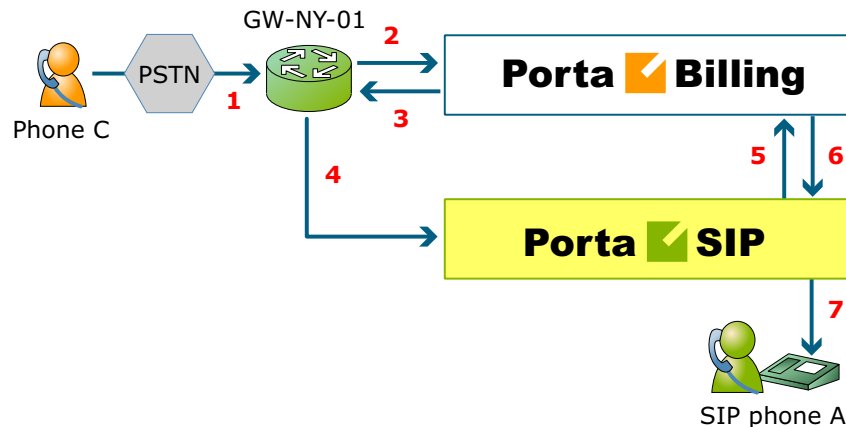 GW-NY-01
2
Porta Billing
PSTN
1
3
Phone C
4
5
6
Porta SIP
7
SIP phone A